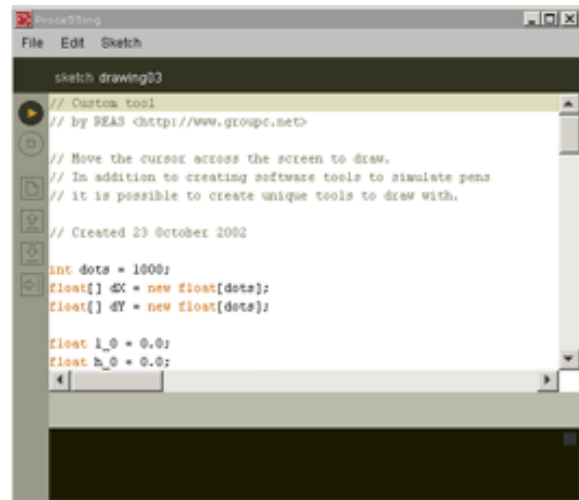 Proce55ing
File Edit Sketch
sketch drawing03
// Custom tool
// by REAS <http://www.groupc.net>
// Move the cursor across the screen to draw.
// In addition to creating software tools to simulate pens
// it is possible to create unique tools to draw with.
// Created 23 October 2002
int dots = 1000;
float[] dX = new float[dots];
float[] dY = new float[dots];
float l_0 = 0.0;
float h_0 = 0.0;